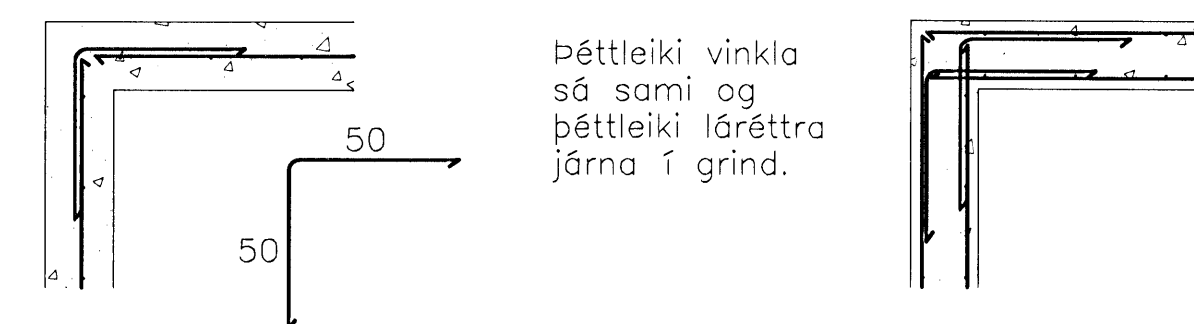 Þéttleiki vinkla
sá sami og
þéttleiki láréttra
járna í grind.
50
50